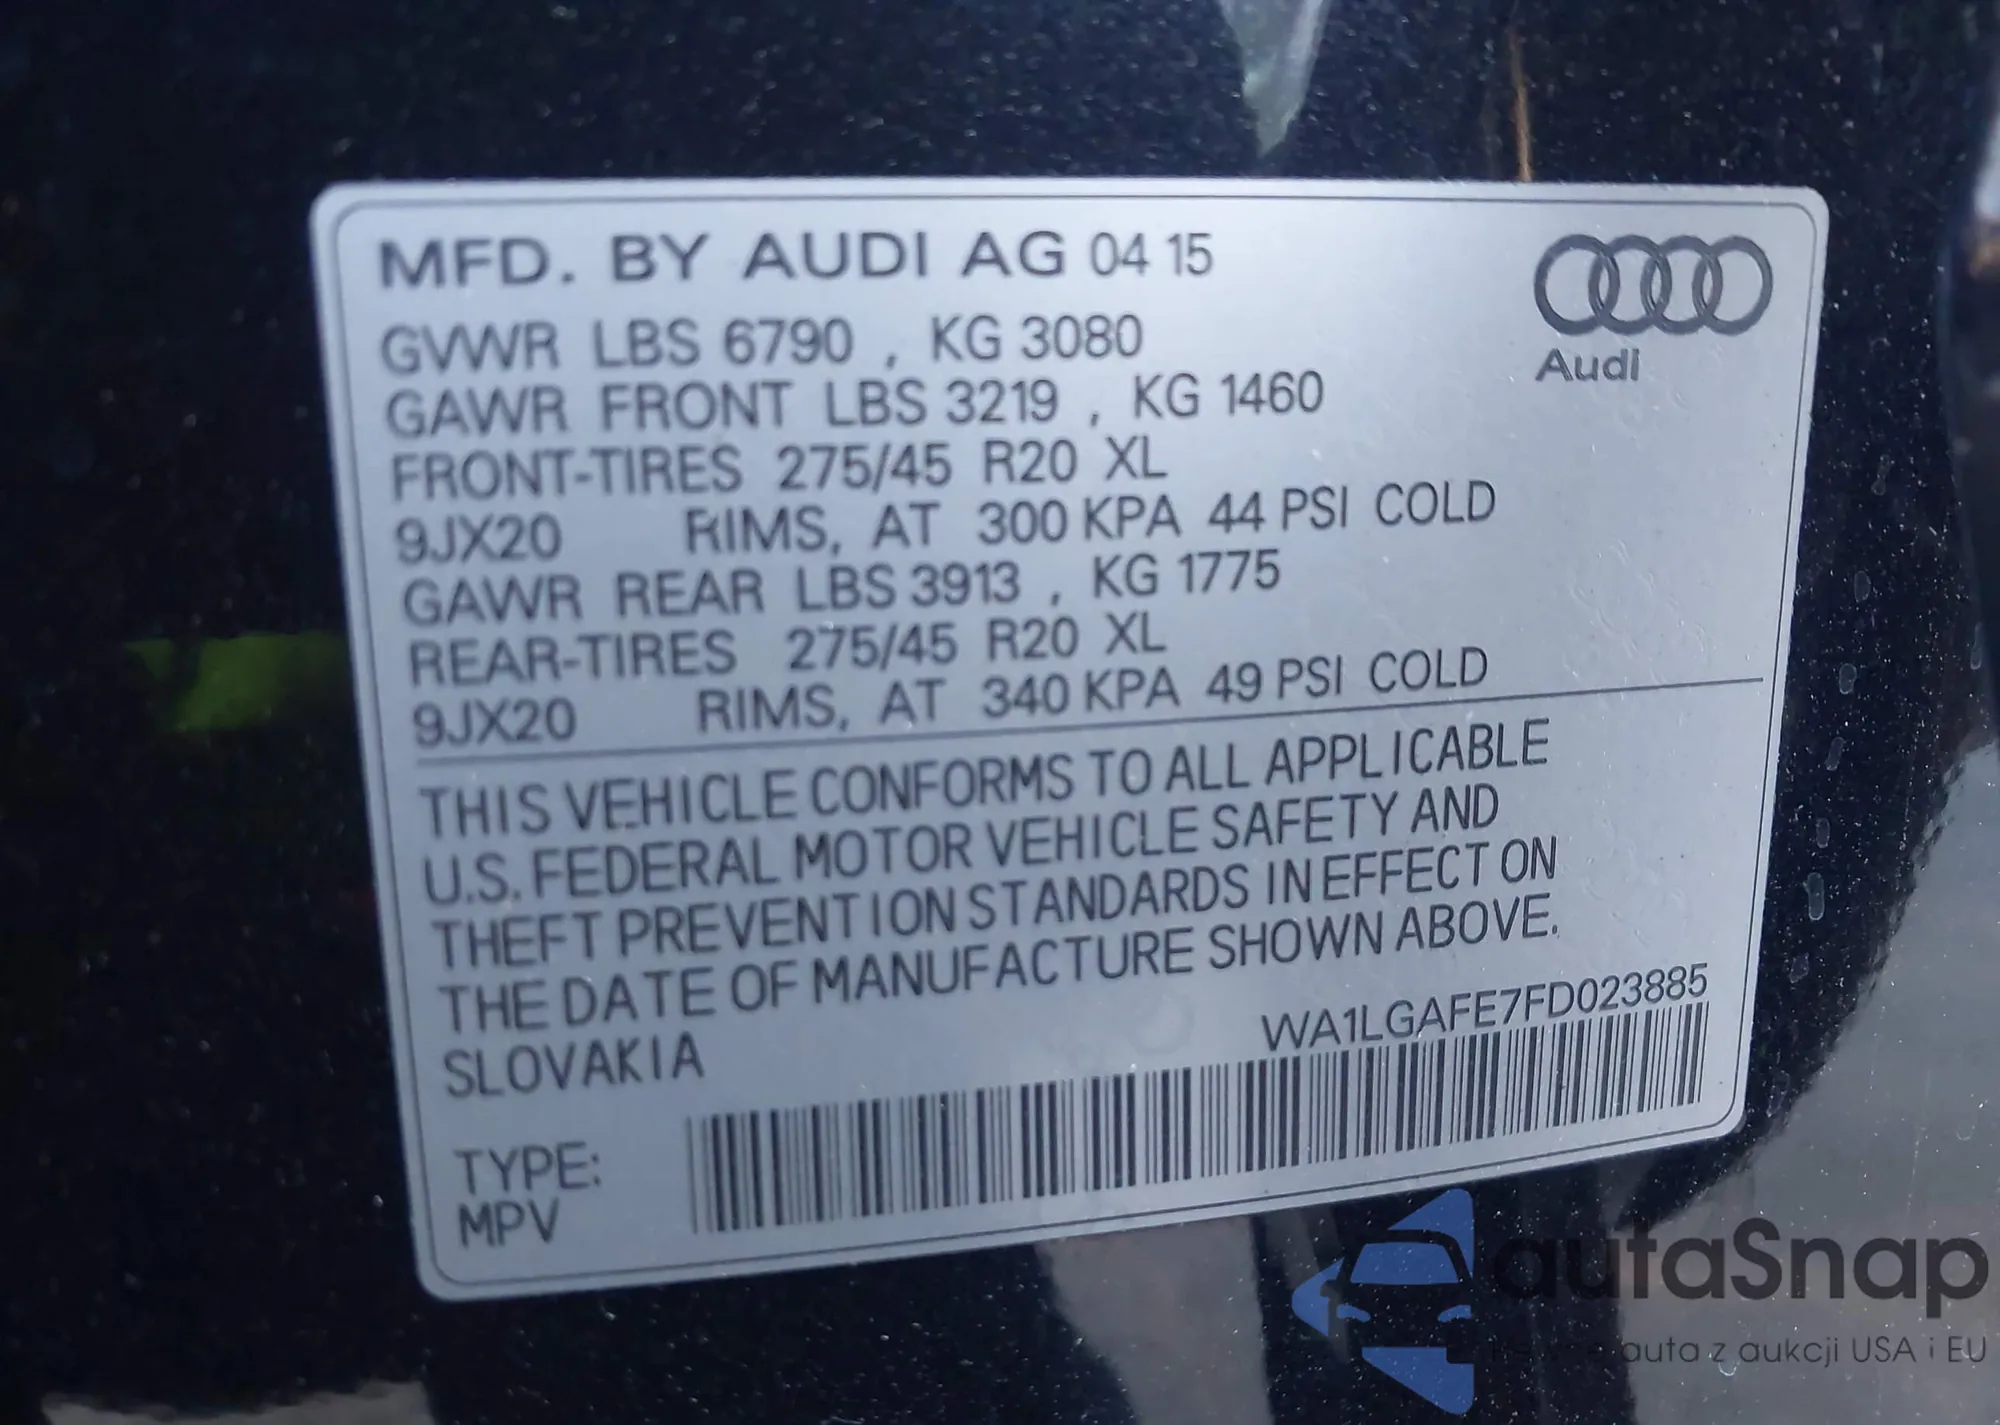 MFD. BY AUDI AG 04 15
GVWR LBS 6790 , KG 3080
GAWR FRONT LBS 3219 , KG 1460
FRONT-TIRES 275/45 R20 XL
9JX20 RIMS, AT 300 KPA 44 PSI COLD
GAWR REAR LBS 3913 , KG 1775
REAR-TIRES 275/45 R20 XL
9JX20 RIMS, AT 340 KPA 49 PSI COLD
Audi
THIS VEHICLE CONFORMS TO ALL APPLICABLE
U.S. FEDERAL MOTOR VEHICLE SAFETY AND
THEFT PREVENTION STANDARDS IN EFFECT ON
THE DATE OF MANUFACTURE SHOWN ABOVE.
SLOVAKIA
WA1LGAFE7FD023885
TYPE:
MPV
autaSnap
auta z aukcji USA i EU